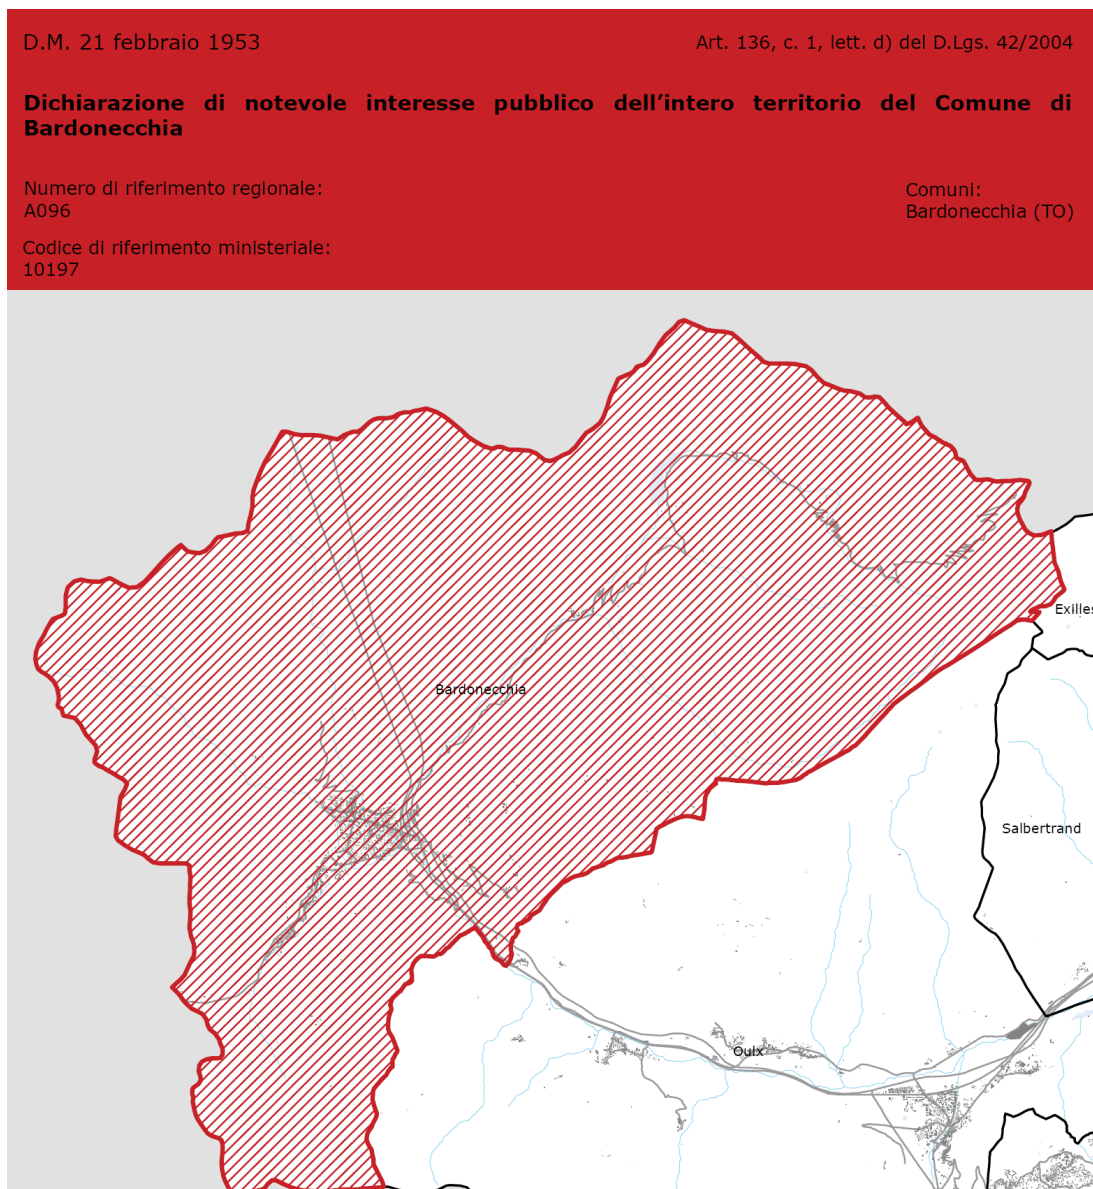 D.M. 21 febbraio 1953
Art. 136, c. 1, lett. d) del D.Lgs. 42/2004
Dichiarazione di notevole interesse pubblico dell’intero territorio del Comune di
Bardonecchia
Numero di riferimento regionale:
A096
Comuni:
Bardonecchia (TO)
Codice di riferimento ministeriale:
10197
Exilles
Bardonecchia
Salbertrand
Oulx